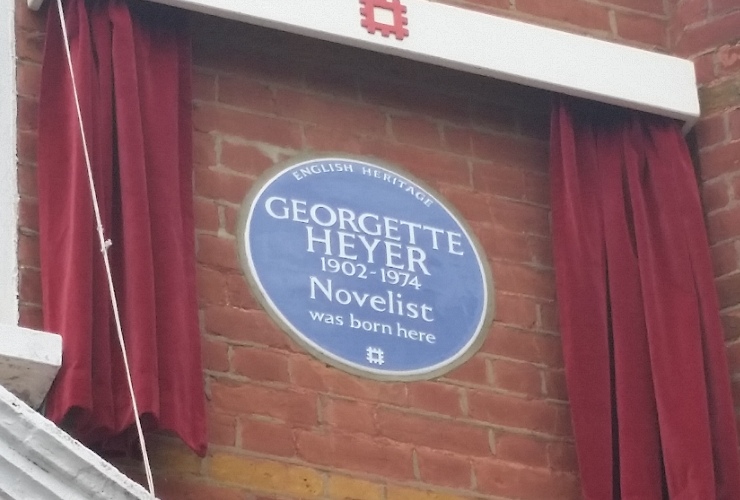 ENGLISH HERITAGE
GEORGETTE
HEYER
1902-1974
Novelist
was born here